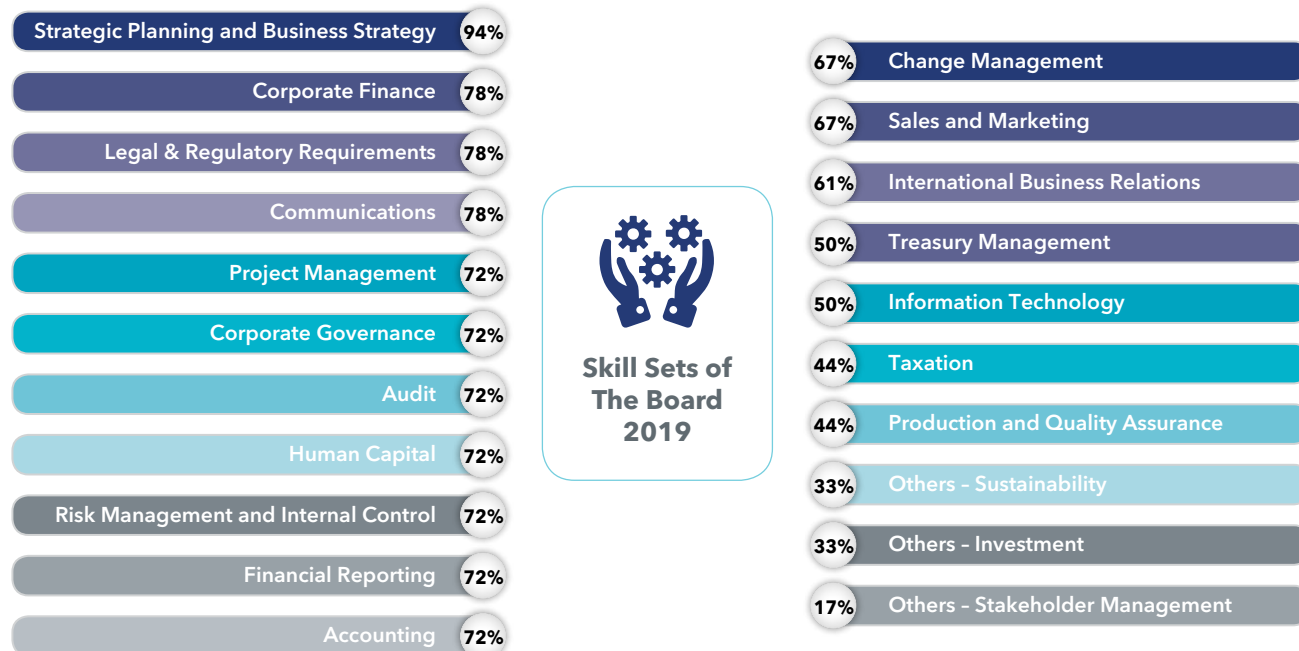 Strategic Planning and Business Strategy 94%
Corporate Finance 78%
Legal & Regulatory Requirements 78%
Communications 78%
Project Management 72%
Corporate Governance 72%
Audit 72%
Human Capital 72%
Risk Management and Internal Control 72%
Financial Reporting 72%
Accounting 72%
Skill Sets of
The Board
2019
67% Change Management
67% Sales and Marketing
61% International Business Relations
50% Treasury Management
50% Information Technology
44% Taxation
44% Production and Quality Assurance
33% Others – Sustainability
33% Others – Investment
17% Others – Stakeholder Management